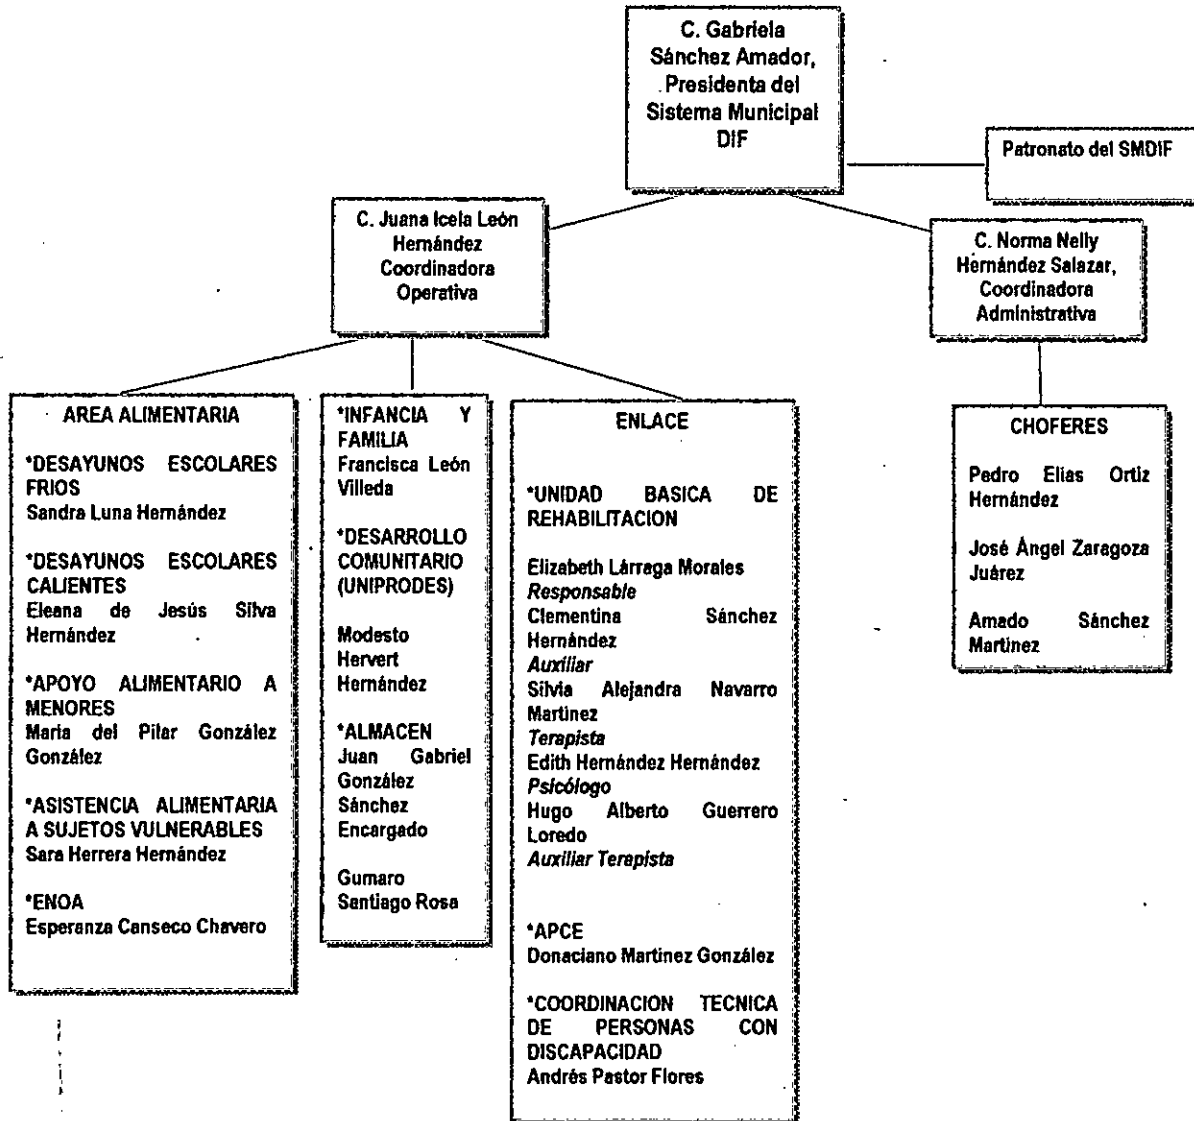 C. Gabriela
Sánchez Amador,
Presidenta del
Sistema Municipal
DIF
Patronato del SMDIF
C. Juana Icela León
Hernández
Coordinadora
Operativa
C. Norma Nelly
Hernández Salazar,
Coordinadora
Administrativa
AREA ALIMENTARIA
*DESAYUNOS ESCOLARES
FRIOS
Sandra Luna Hernández
*DESAYUNOS ESCOLARES
CALIENTES
Eleana de Jesús Silva
Hernández
*APOYO ALIMENTARIO A
MENORES
Maria del Pilar González
González
*ASISTENCIA ALIMENTARIA
A SUJETOS VULNERABLES
Sara Herrera Hernández
*ENOA
Esperanza Canseco Chavero
*INFANCIA Y
FAMILIA
Francisca León
Villeda
*DESARROLLO
COMUNITARIO
(UNIPRODES)
Modesto
Hervert
Hernández
*ALMACEN
Juan Gabriel
González
Sánchez
Encargado
Gumaro
Santiago Rosa
ENLACE
*UNIDAD BASICA DE
REHABILITACION
Elizabeth Lárraga Morales
Responsable
Clementina Sánchez
Hernández
Auxiliar
Silvia Alejandra Navarro
Martinez
Terapista
Edith Hernández Hernández
Psicólogo
Hugo Alberto Guerrero
Loredo
Auxiliar Terapista
*APCE
Donaciano Martinez González
*COORDINACION TECNICA
DE PERSONAS CON
DISCAPACIDAD
Andrés Pastor Flores
CHOFERES
Pedro Elias Ortiz
Hernández
José Ángel Zaragoza
Juárez
Amado Sánchez
Martinez